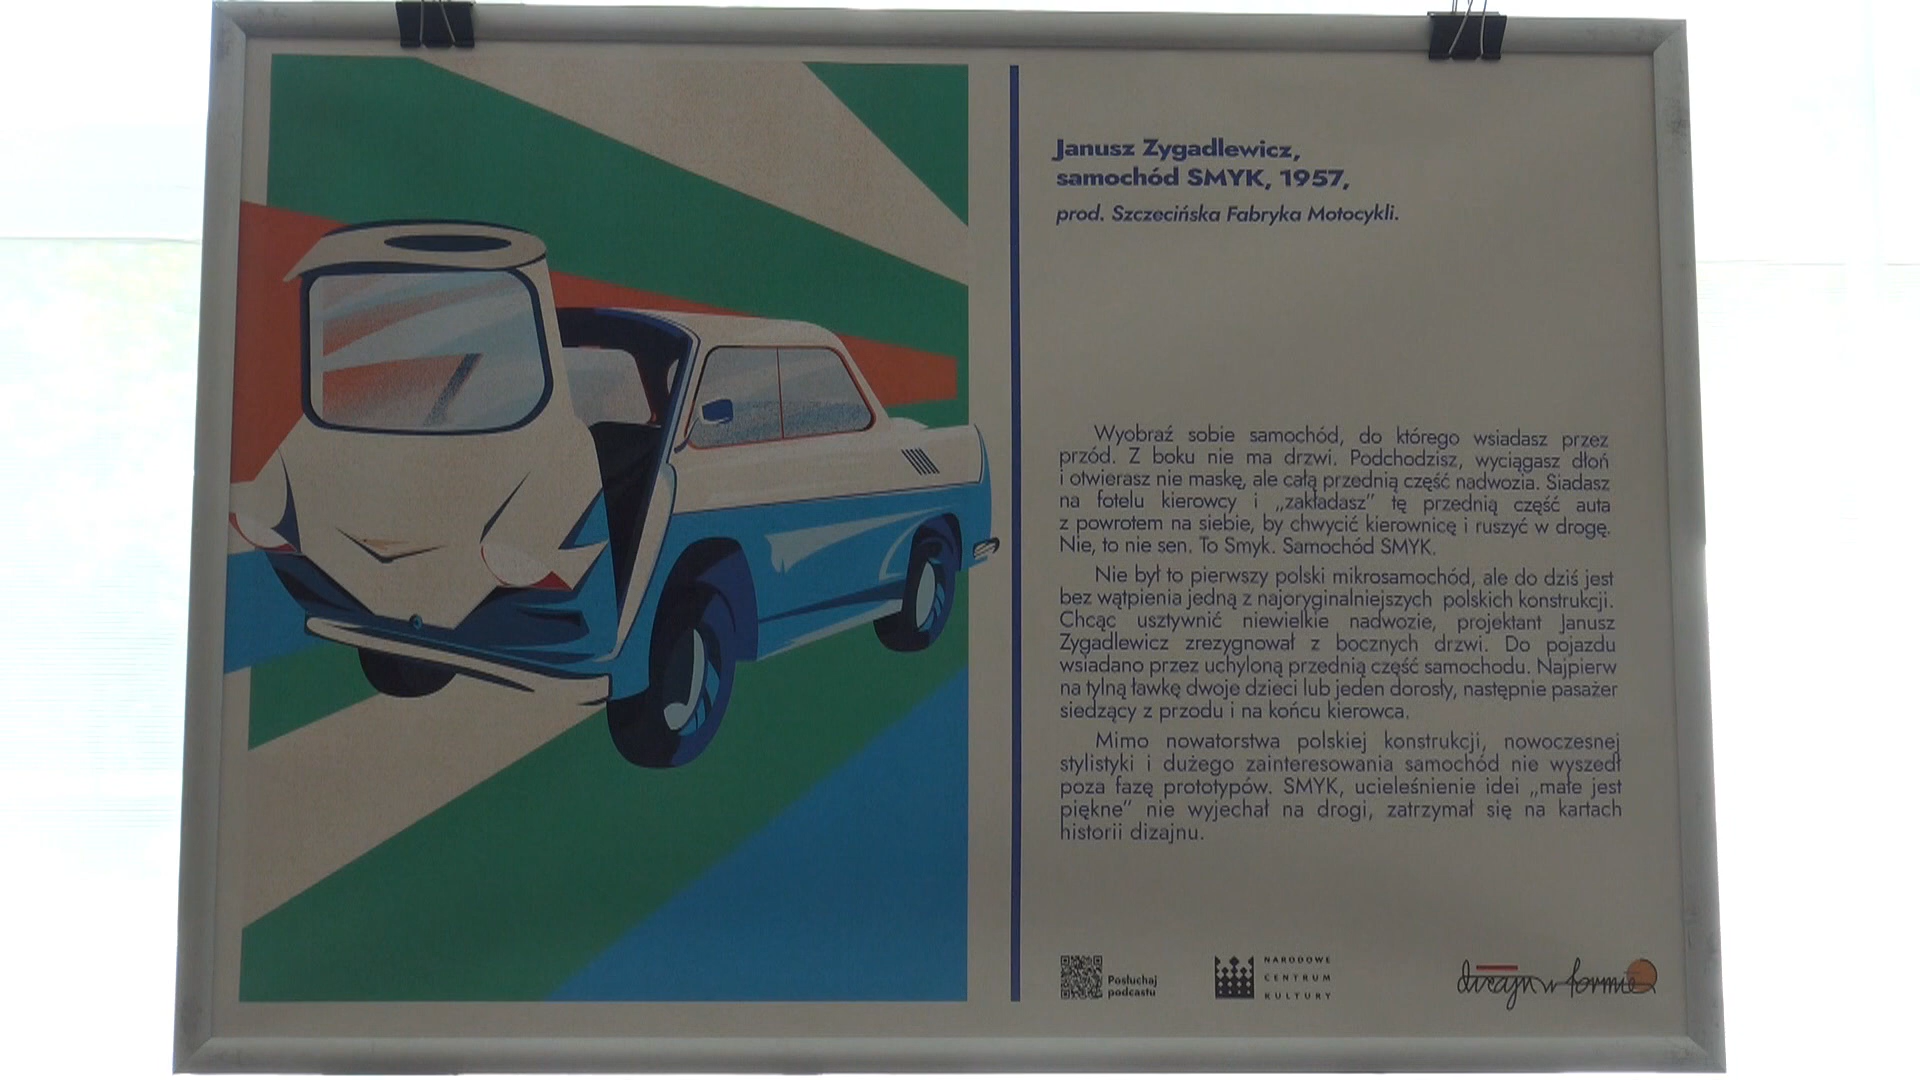 Janusz Zygadlewicz,
samochód SMYK, 1957,
prod. Szczecińska Fabryka Motocykli.
Wyobraź sobie samochód, do którego wsiadasz przez
przód. Z boku nie ma drzwi. Podchodzisz, wyciągasz dłoń
i otwierasz nie maskę, ale całą przednią część nadwozia. Siadasz
na fotelu kierowcy i „zakładasz” tę przednią część auta
z powrotem na siebie, by chwycić kierownicę i ruszyć w drogę.
Nie, to nie sen. To Smyk. Samochód SMYK.
Nie był to pierwszy polski mikrosamochód, ale do dziś jest
bez wątpienia jedną z najoryginalniejszych polskich konstrukcji.
Chcąc usztywnić niewielkie nadwozie, projektant Janusz
Zygadlewicz zrezygnował z bocznych drzwi. Do pojazdu
wsiadano przez uchyloną przednią część samochodu. Najpierw
na tylną ławkę dwoje dzieci lub jeden dorosły, następnie pasażer
siedzący z przodu i na końcu kierowca.
Mimo nowatorstwa polskiej konstrukcji, nowoczesnej
stylistyki i dużego zainteresowania samochód nie wyszedł
poza fazę prototypów. SMYK, ucieleśnienie idei „małe jest
piękne” nie wyjechał na drogi, zatrzymał się na kartach
historii dizajnu.
Posłuchaj
podcastu
NARODOWE
CENTRUM
KULTURY
dizajn w formie